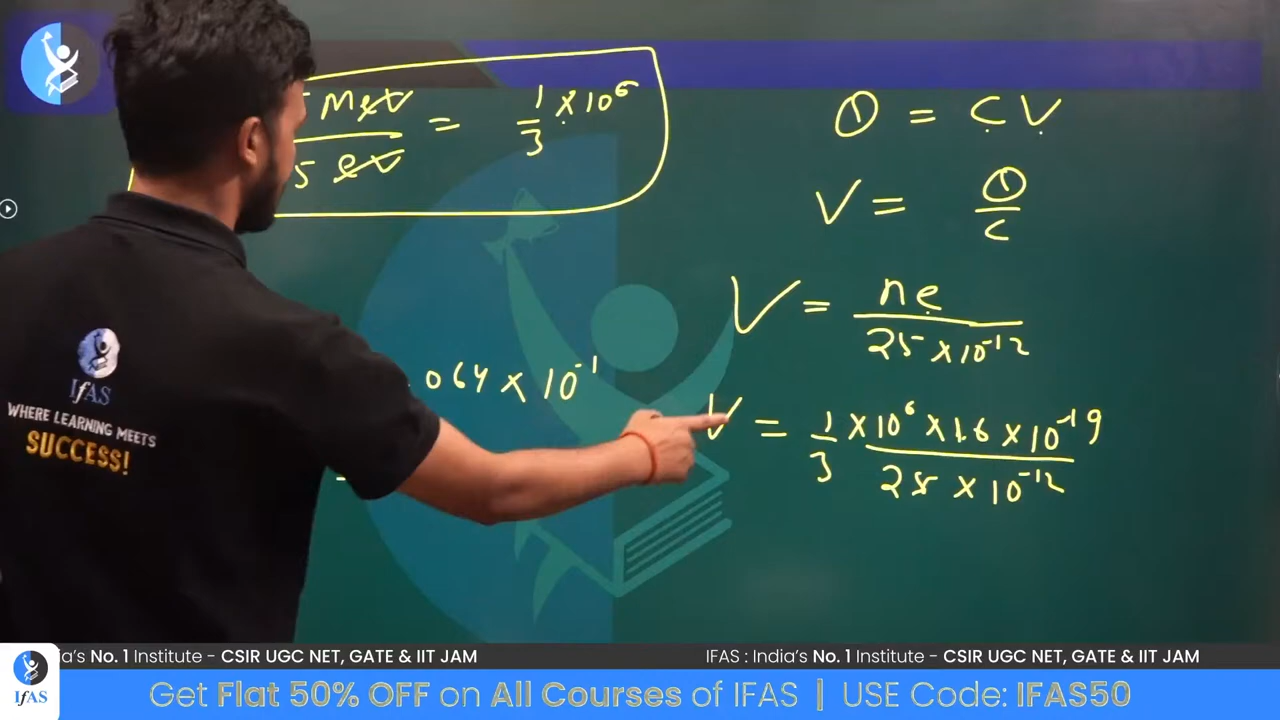 MeV = 1/3 × 10⁶
5 eV
Q = CV
V = Q/C
V = ne / 25 × 10⁻¹²
.064 × 10⁻¹
V = 1/3 × 10⁶ × 1.6 × 10⁻¹⁹ / 25 × 10⁻¹²
IfAS
WHERE LEARNING MEETS
SUCCESS!
ia's No. 1 Institute - CSIR UGC NET, GATE & IIT JAM
IFAS : India's No. 1 Institute - CSIR UGC NET, GATE & IIT JAM
IfAS
Get Flat 50% OFF on All Courses of IFAS | USE Code: IFAS50